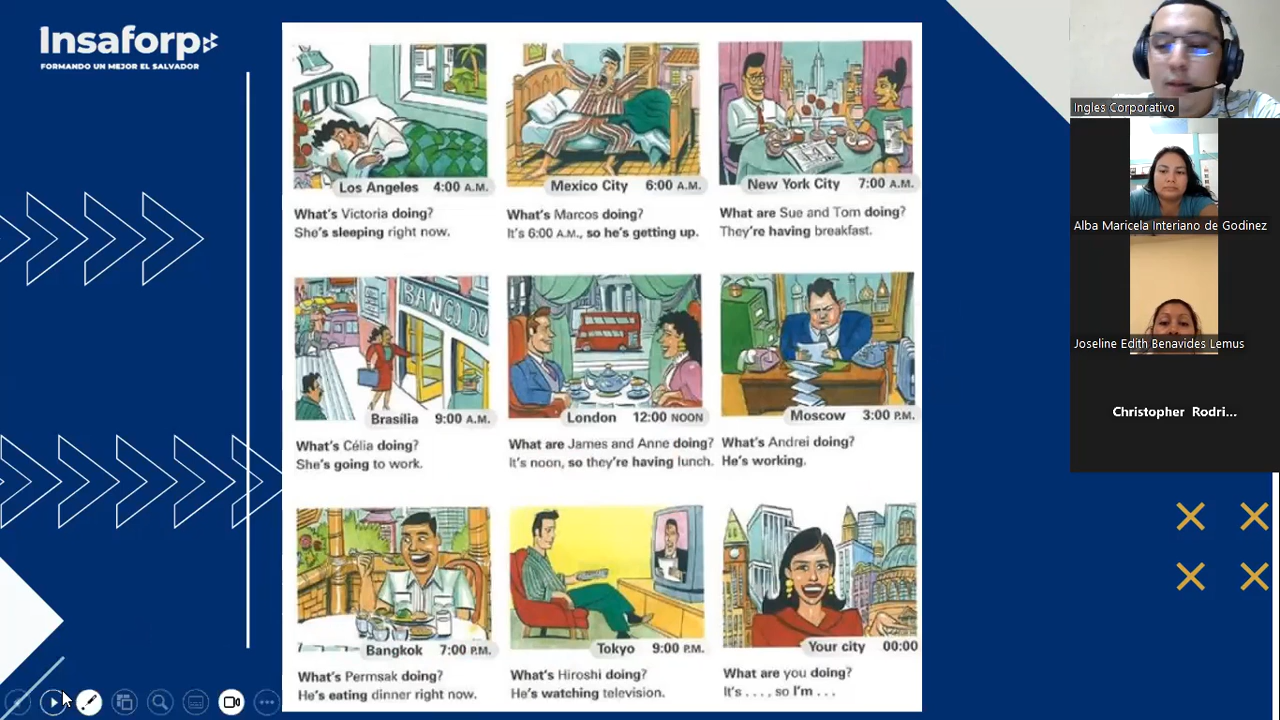 Insaforp
FORMANDO UN MEJOR EL SALVADOR
Los Angeles 4:00 A.M.
What's Victoria doing?
She's sleeping right now.
Mexico City 6:00 A.M.
What's Marcos doing?
It's 6:00 A.M., so he's getting up.
New York City 7:00 A.M.
What are Sue and Tom doing?
They're having breakfast.
BANCO DU
Brasília 9:00 A.M.
What's Célia doing?
She's going to work.
London 12:00 NOON
What are James and Anne doing?
It's noon, so they're having lunch.
Moscow 3:00 P.M.
What's Andrei doing?
He's working.
Bangkok 7:00 P.M.
What's Permsak doing?
He's eating dinner right now.
Tokyo 9:00 P.M.
What's Hiroshi doing?
He's watching television.
Your city 00:00
What are you doing?
It's . . . , so I'm . . .
Ingles Corporativo
Alba Maricela Interiano de Godinez
Joseline Edith Benavides Lemus
Christopher Rodri...